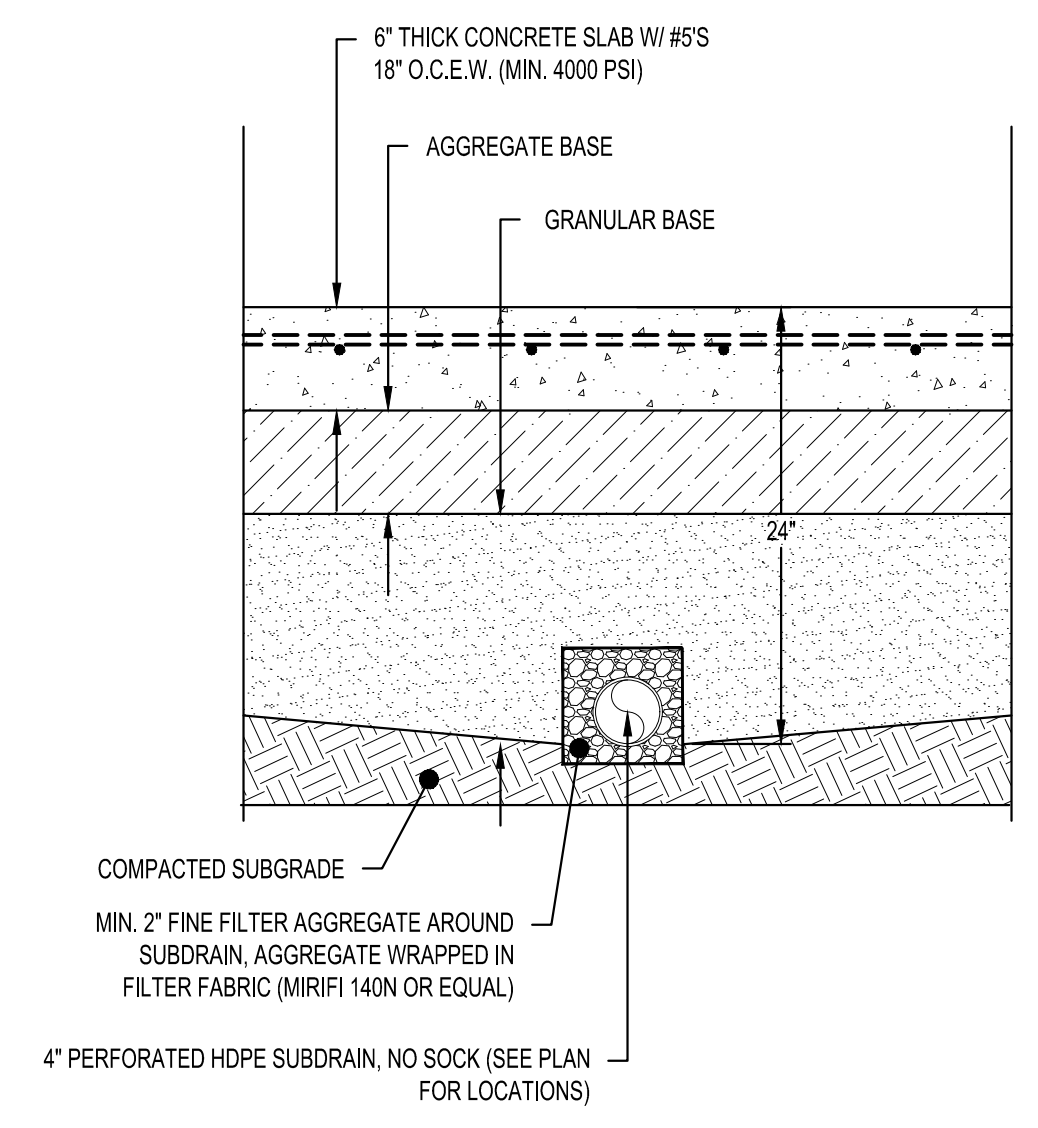 6" THICK CONCRETE SLAB W/ #5'S
18" O.C.E.W. (MIN. 4000 PSI)
AGGREGATE BASE
GRANULAR BASE
24"
COMPACTED SUBGRADE
MIN. 2" FINE FILTER AGGREGATE AROUND
SUBDRAIN, AGGREGATE WRAPPED IN
FILTER FABRIC (MIRIFI 140N OR EQUAL)
4" PERFORATED HDPE SUBDRAIN, NO SOCK (SEE PLAN
FOR LOCATIONS)